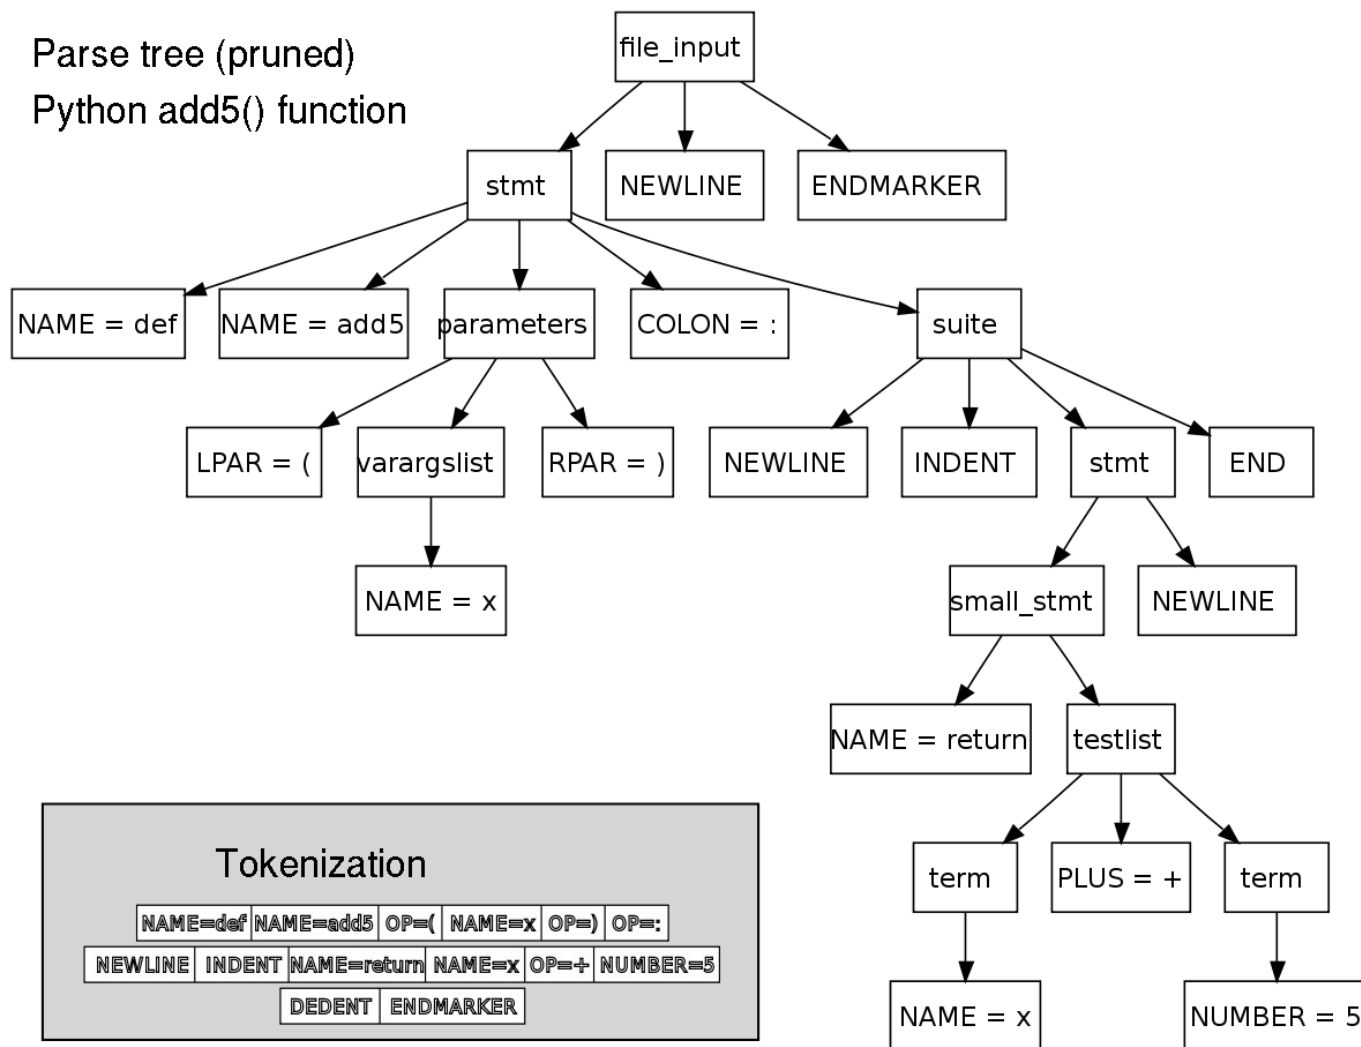 Parse tree (pruned)
Python add5() function
file_input
stmt NEWLINE ENDMARKER
NAME = def NAME = add5 parameters COLON = : suite
LPAR = ( varargslist RPAR = ) NEWLINE INDENT stmt END
NAME = x small_stmt NEWLINE
NAME = return testlist
term PLUS = + term
NAME = x NUMBER = 5
Tokenization
NAME=def NAME=add5 OP=( NAME=x OP=) OP=:
NEWLINE INDENT NAME=return NAME=x OP=+ NUMBER=5
DEDENT ENDMARKER